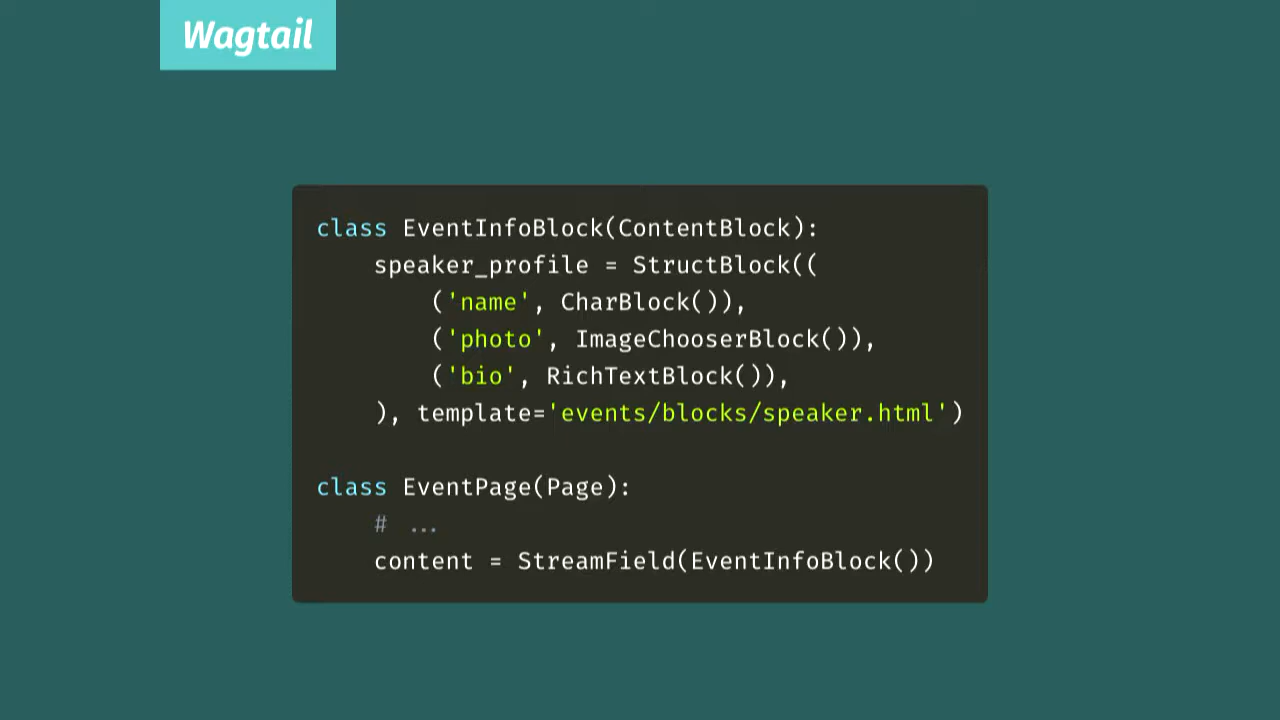 Wagtail
class EventInfoBlock(ContentBlock):
    speaker_profile = StructBlock((
        ('name', CharBlock()),
        ('photo', ImageChooserBlock()),
        ('bio', RichTextBlock()),
    ), template='events/blocks/speaker.html')

class EventPage(Page):
    # ...
    content = StreamField(EventInfoBlock())